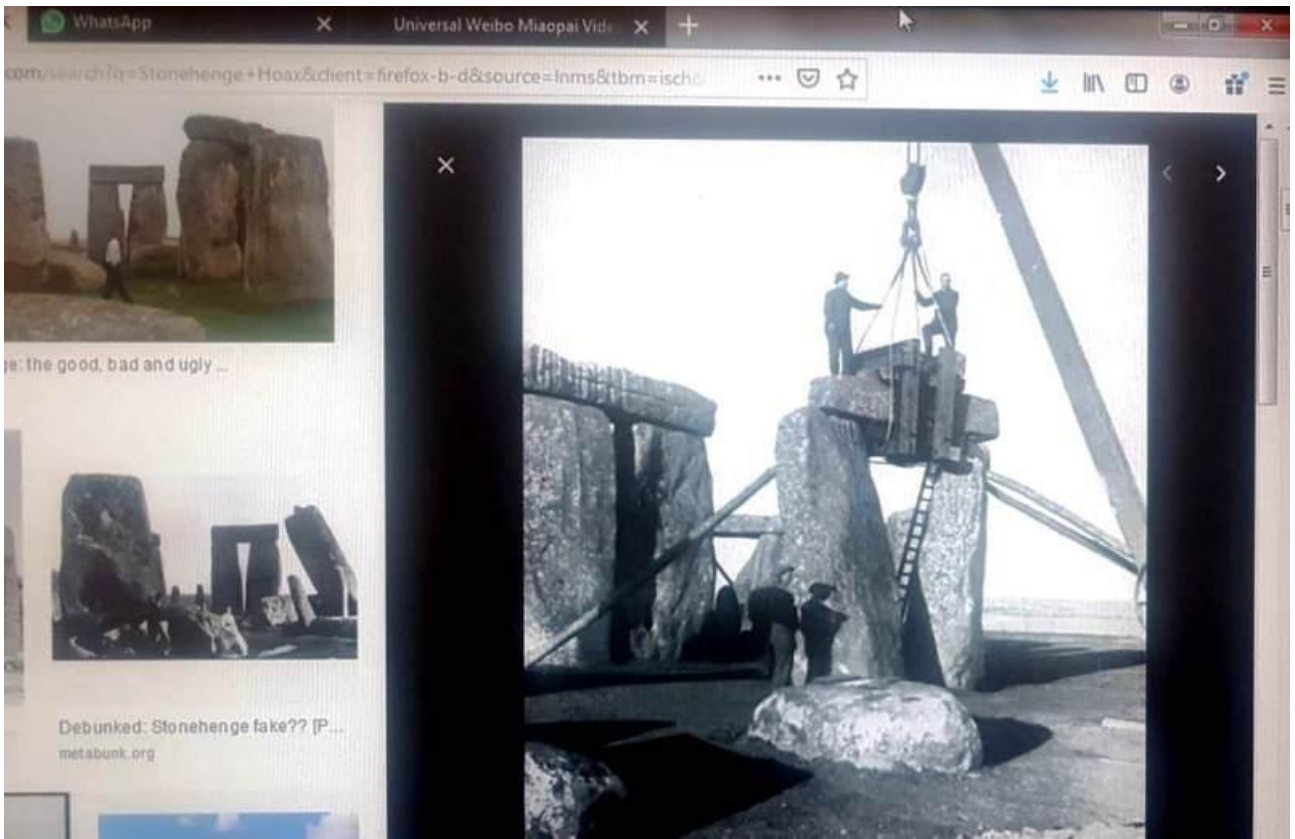 WhatsApp
Universal Weibo Miaopai Vide
com/search?q=Stonehenge+Hoax&client=firefox-b-d&source=lnms&tbm=isch
ge: the good, bad and ugly ...
Debunked: Stonehenge fake?? [P...
metabunk.org